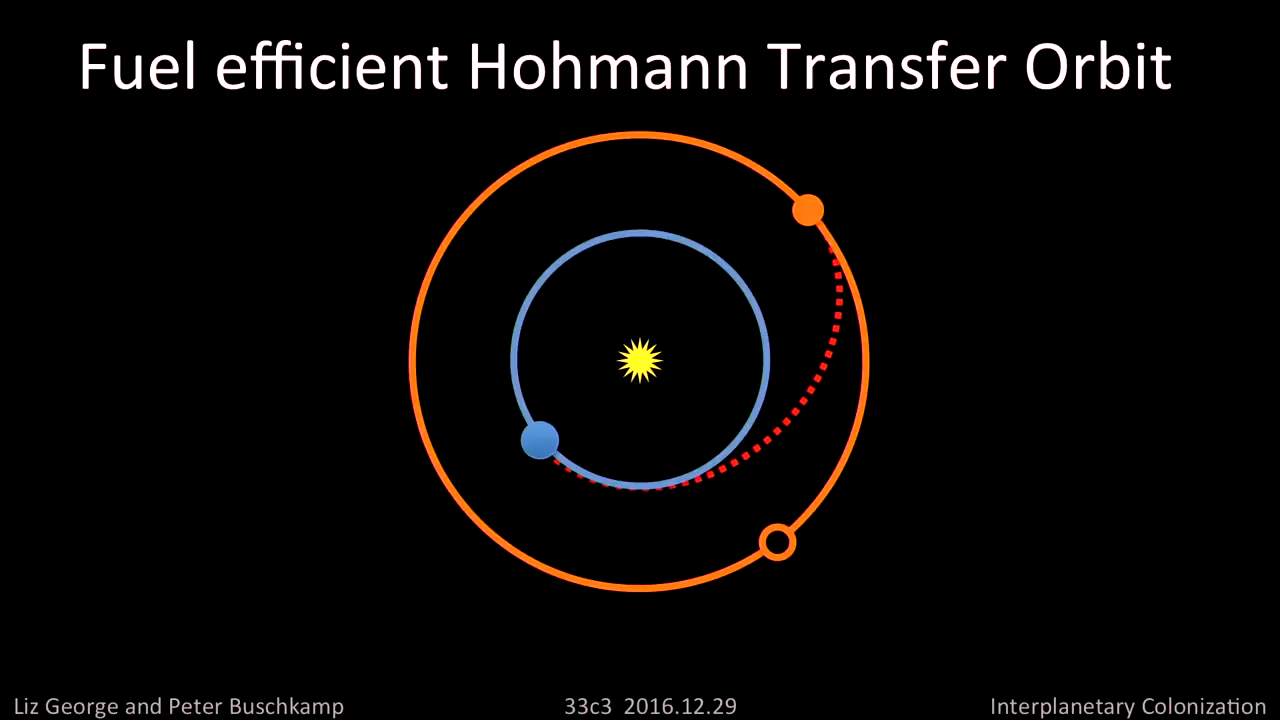 Fuel efficient Hohmann Transfer Orbit
Liz George and Peter Buschkamp
33c3 2016.12.29
Interplanetary Colonization